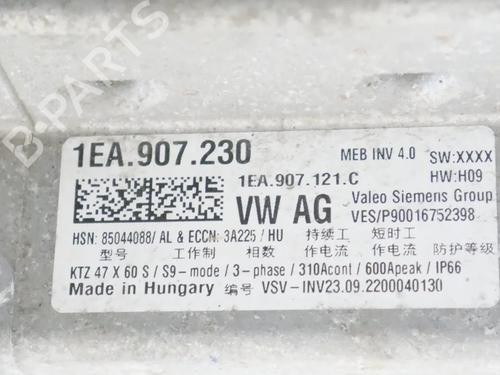 B-PARTS
1EA.907.230
MEB INV 4.0
SW:XXXX
1EA.907.121.C
HW:H09
VW AG
Valeo Siemens Group
VES/P90016752398
HSN: 85044088/ AL & ECCN: 3A225 / HU 持续工 短时工
型号 工作制 相数 作电流 作电流 防护等级
KTZ 47 X 60 S / S9-mode / 3-phase / 310Acont / 600Apeak / IP66
Made in Hungary 编号 VSV-INV23.09.2200040130